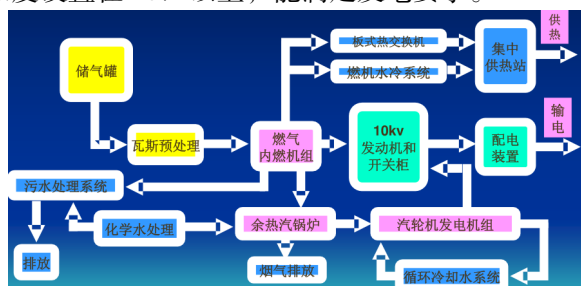 供
热
板式热交换机
集中
供热站
储气罐
燃机水冷系统
输
电
瓦斯预处理
燃气
内燃机组
10kv
发动机和
开关柜
配电
装置
污水处理系统
化学水处理
余热汽锅炉
汽轮机发电机组
排放
烟气排放
循环冷却水系统